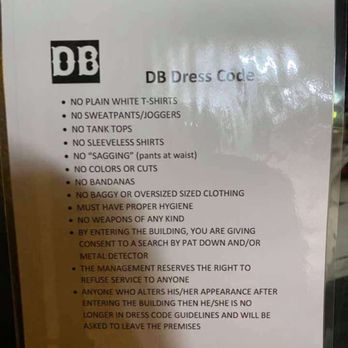 DB
DB Dress Code
• NO PLAIN WHITE T-SHIRTS
• NO SWEATPANTS/JOGGERS
• NO TANK TOPS
• NO SLEEVELESS SHIRTS
• NO "SAGGING" (pants at waist)
• NO COLORS OR CUTS
• NO BANDANAS
• NO BAGGY OR OVERSIZED SIZED CLOTHING
• MUST HAVE PROPER HYGIENE
• NO WEAPONS OF ANY KIND
• BY ENTERING THE BUILDING, YOU ARE GIVING
CONSENT TO A SEARCH BY PAT DOWN AND/OR
METAL DETECTOR
• THE MANAGEMENT RESERVES THE RIGHT TO
REFUSE SERVICE TO ANYONE
• ANYONE WHO ALTERS HIS/HER APPEARANCE AFTER
ENTERING THE BUILDING THEN HE/SHE IS NO
LONGER IN DRESS CODE GUIDELINES AND WILL BE
ASKED TO LEAVE THE PREMISES